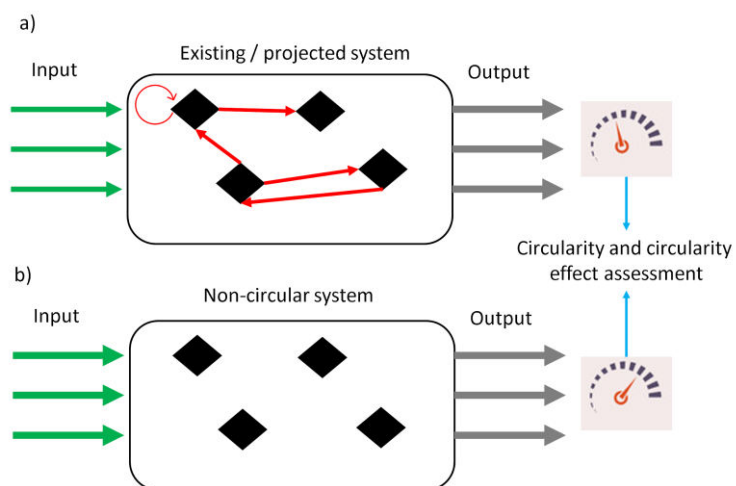 a)
Existing / projected system
Input
Output
Circularity and circularity
effect assessment
b)
Non-circular system
Input
Output